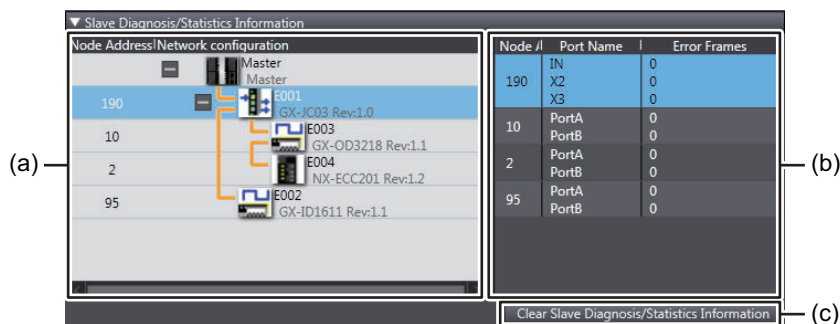 ▼ Slave Diagnosis/Statistics Information
Node Address Network configuration
Master
Master
190 E001
GX-JC03 Rev:1.0
10 E003
GX-OD3218 Rev:1.1
2 E004
NX-ECC201 Rev:1.2
95 E002
GX-ID1611 Rev:1.1
(a)
Node A Port Name Error Frames
190 IN 0
X2 0
X3 0
10 PortA 0
PortB 0
2 PortA 0
PortB 0
95 PortA 0
PortB 0
(b)
Clear Slave Diagnosis/Statistics Information
(c)